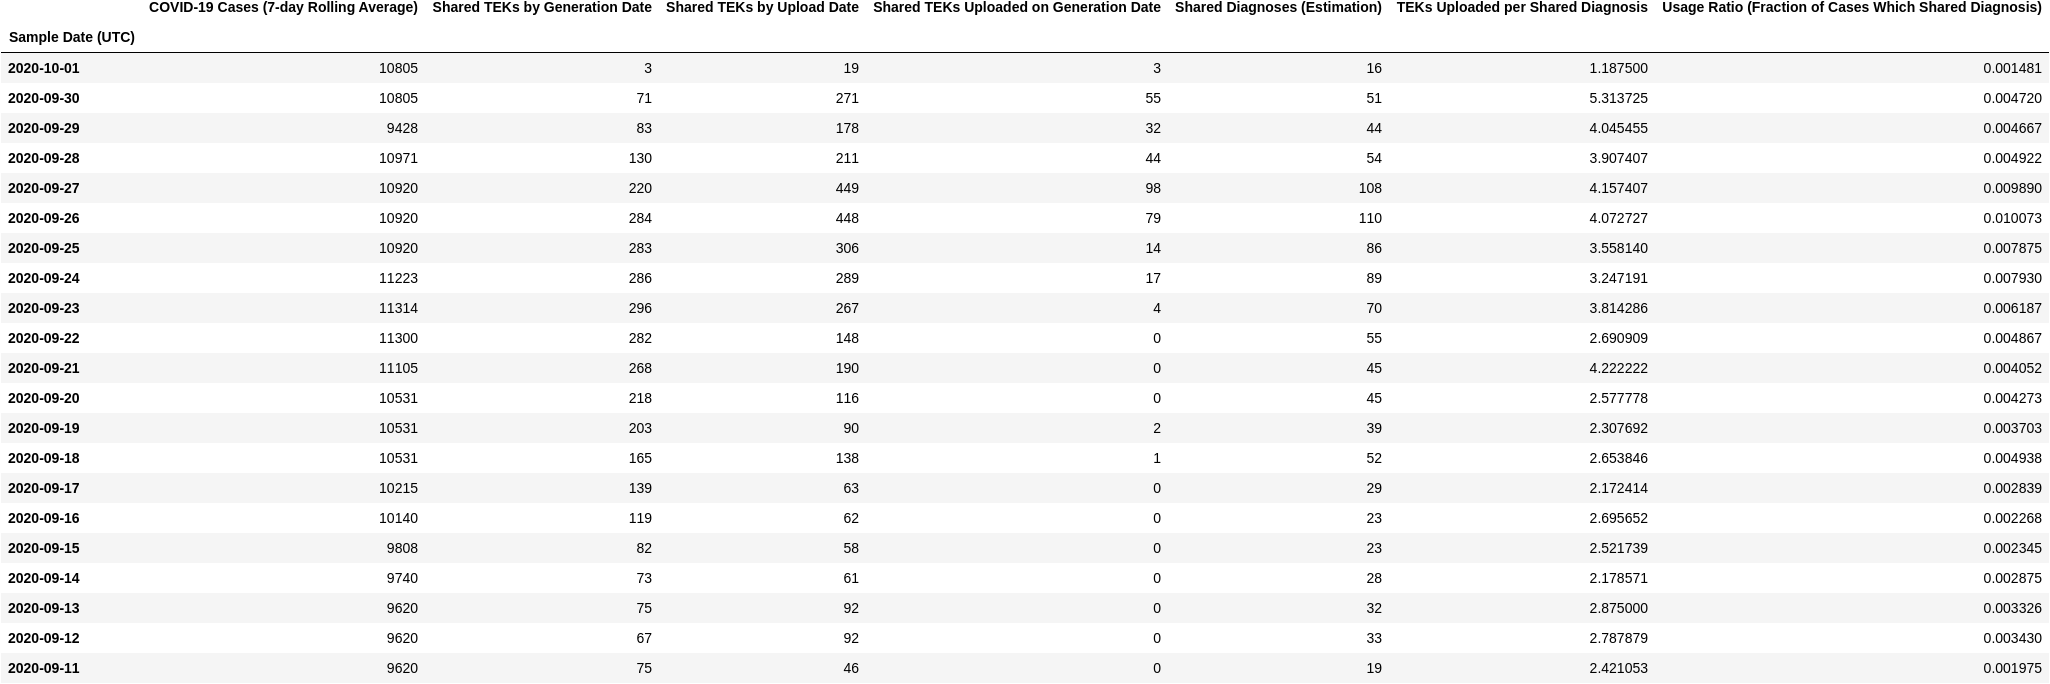 COVID-19 Cases (7-day Rolling Average) Shared TEKs by Generation Date Shared TEKs by Upload Date Shared TEKs Uploaded on Generation Date Shared Diagnoses (Estimation) TEKs Uploaded per Shared Diagnosis Usage Ratio (Fraction of Cases Which Shared Diagnosis)
Sample Date (UTC)
2020-10-01 10805 3 19 3 16 1.187500 0.001481
2020-09-30 10805 71 271 55 51 5.313725 0.004720
2020-09-29 9428 83 178 32 44 4.045455 0.004667
2020-09-28 10971 130 211 44 54 3.907407 0.004922
2020-09-27 10920 220 449 98 108 4.157407 0.009890
2020-09-26 10920 284 448 79 110 4.072727 0.010073
2020-09-25 10920 283 306 14 86 3.558140 0.007875
2020-09-24 11223 286 289 17 89 3.247191 0.007930
2020-09-23 11314 296 267 4 70 3.814286 0.006187
2020-09-22 11300 282 148 0 55 2.690909 0.004867
2020-09-21 11105 268 190 0 45 4.222222 0.004052
2020-09-20 10531 218 116 0 45 2.577778 0.004273
2020-09-19 10531 203 90 2 39 2.307692 0.003703
2020-09-18 10531 165 138 1 52 2.653846 0.004938
2020-09-17 10215 139 63 0 29 2.172414 0.002839
2020-09-16 10140 119 62 0 23 2.695652 0.002268
2020-09-15 9808 82 58 0 23 2.521739 0.002345
2020-09-14 9740 73 61 0 28 2.178571 0.002875
2020-09-13 9620 75 92 0 32 2.875000 0.003326
2020-09-12 9620 67 92 0 33 2.787879 0.003430
2020-09-11 9620 75 46 0 19 2.421053 0.001975